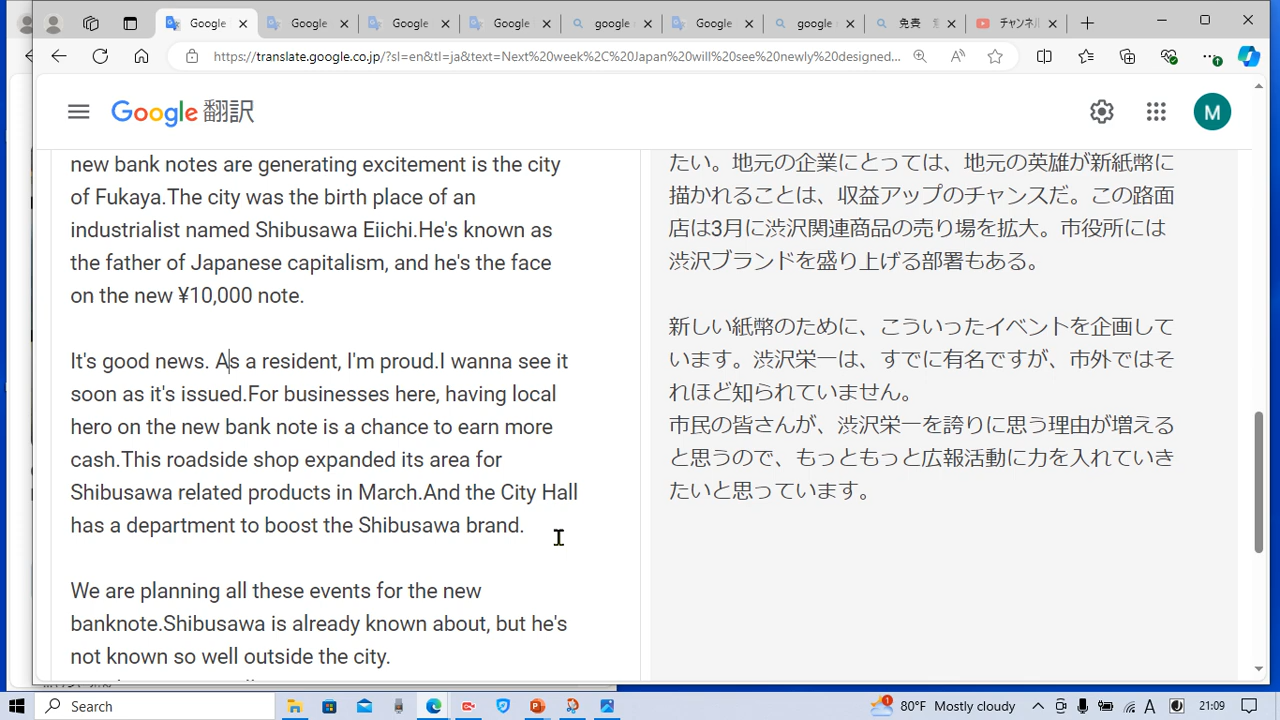 Google
Google
Google
Google
google
Google
google
免責
チャンネル
https://translate.google.co.jp/?sl=en&tl=ja&text=Next%20week%2C%20Japan%20will%20see%20newly%20designed...
Google 翻訳
M
new bank notes are generating excitement is the city
of Fukaya.The city was the birth place of an
industrialist named Shibusawa Eiichi.He's known as
the father of Japanese capitalism, and he's the face
on the new ¥10,000 note.
It's good news. As a resident, I'm proud.I wanna see it
soon as it's issued.For businesses here, having local
hero on the new bank note is a chance to earn more
cash.This roadside shop expanded its area for
Shibusawa related products in March.And the City Hall
has a department to boost the Shibusawa brand.
We are planning all these events for the new
banknote.Shibusawa is already known about, but he's
not known so well outside the city.
たい。地元の企業にとっては、地元の英雄が新紙幣に
描かれることは、収益アップのチャンスだ。この路面
店は3月に渋沢関連商品の売り場を拡大。市役所には
渋沢ブランドを盛り上げる部署もある。
新しい紙幣のために、こういったイベントを企画して
います。渋沢栄一は、すでに有名ですが、市外ではそ
れほど知られていません。
市民の皆さんが、渋沢栄一を誇りに思う理由が増える
と思うので、もっともっと広報活動に力を入れていき
たいと思っています。
Search
80°F Mostly cloudy
A
21:09